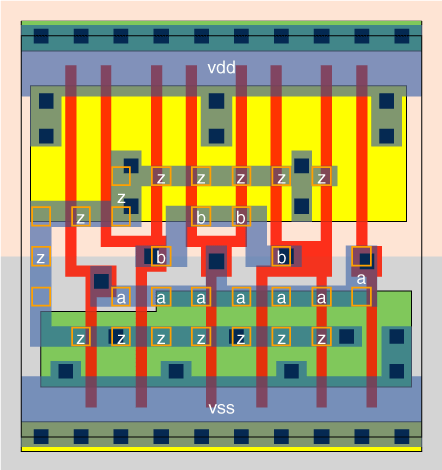 vdd
z z z z z
z
z b b
z b b
a
a a a a a a
z z z z z z z
vss